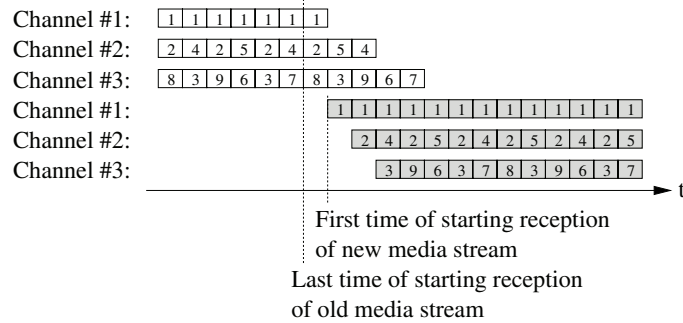 Channel #1: 1 1 1 1 1 1 1
Channel #2: 2 4 2 5 2 4 2 5 4
Channel #3: 8 3 9 6 3 7 8 3 9 6 7
Channel #1: 1 1 1 1 1 1 1 1 1 1 1 1 1
Channel #2: 2 4 2 5 2 4 2 5 2 4 2 5
Channel #3: 3 9 6 3 7 8 3 9 6 3 7
t
First time of starting reception
of new media stream
Last time of starting reception
of old media stream